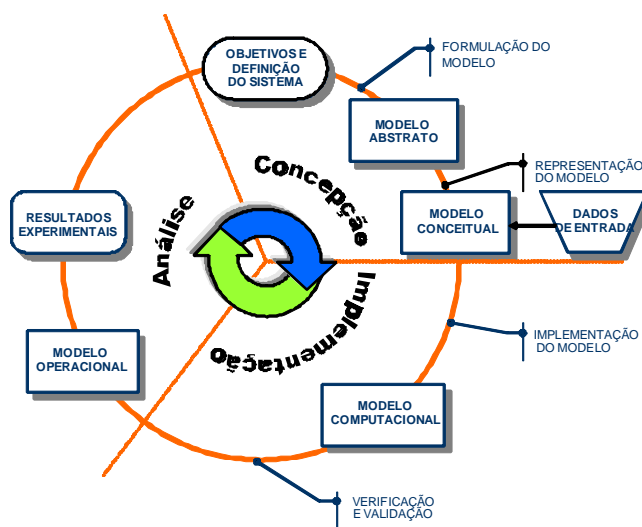 OBJETIVOS E
DEFINIÇÃO
DO SISTEMA
FORMULAÇÃO DO
MODELO
MODELO
ABSTRATO
REPRESENTAÇÃO
DO MODELO
MODELO
CONCEITUAL
DADOS
DE ENTRADA
Concepção
Análise
Implementação
RESULTADOS
EXPERIMENTAIS
IMPLEMENTAÇÃO
DO MODELO
MODELO
OPERACIONAL
MODELO
COMPUTACIONAL
VERIFICAÇÃO
E VALIDAÇÃO